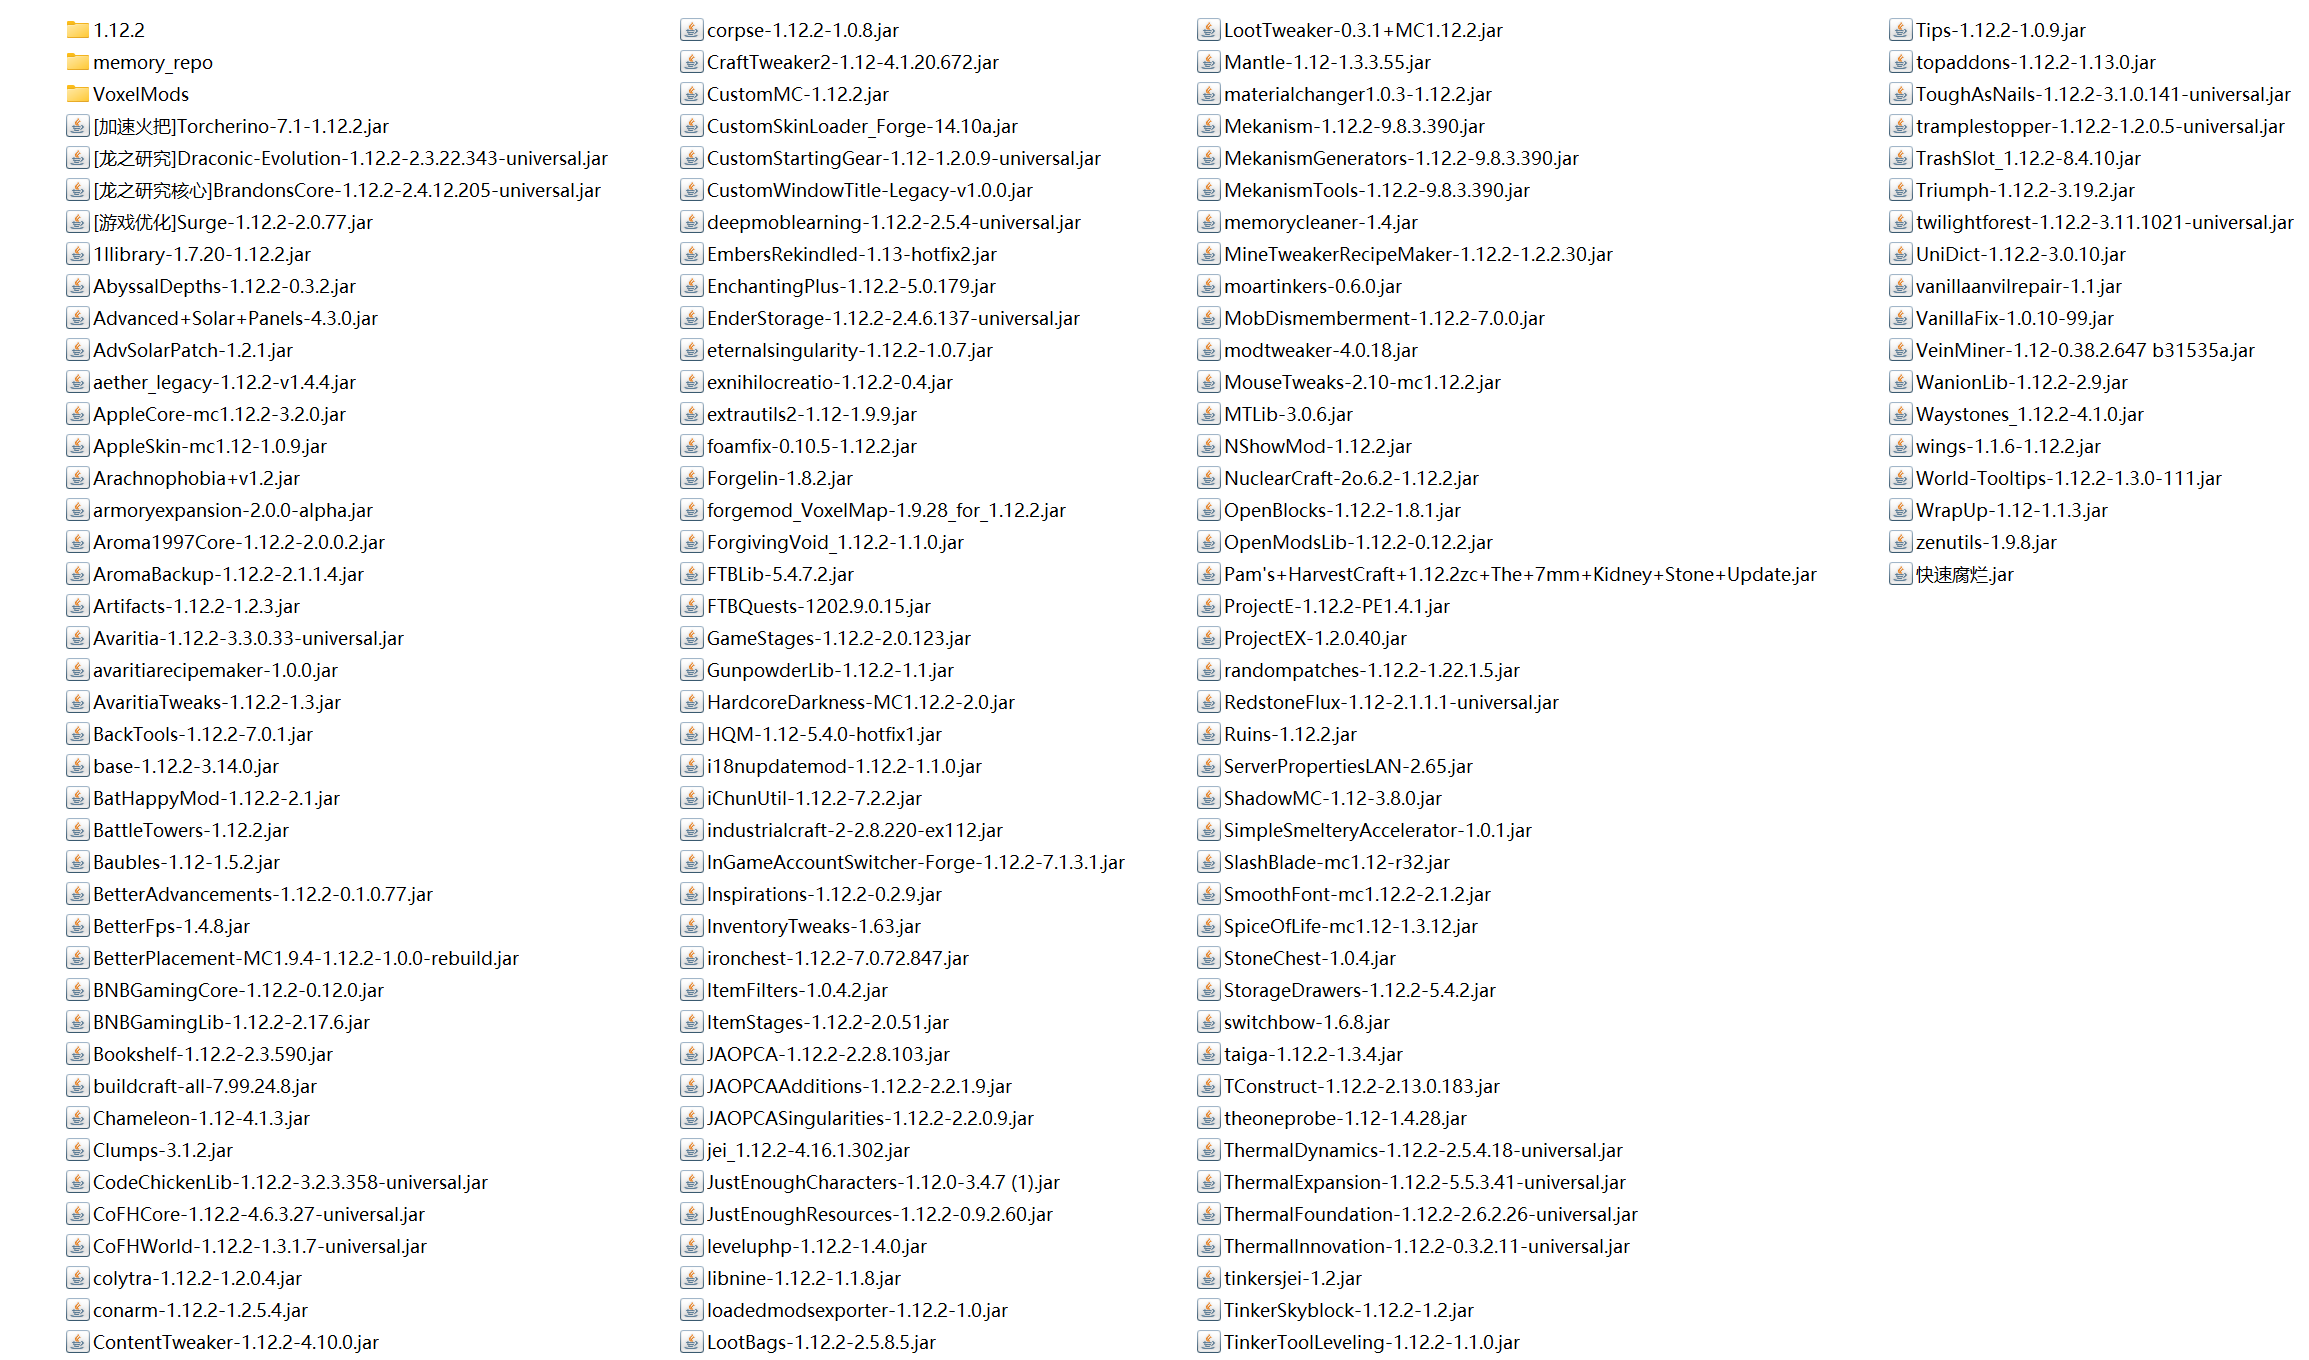 1.12.2
memory_repo
VoxelMods
[加速火把]Torcherino-7.1-1.12.2.jar
[龙之研究]Draconic-Evolution-1.12.2-2.3.22.343-universal.jar
[龙之研究核心]BrandonsCore-1.12.2-2.4.12.205-universal.jar
[游戏优化]Surge-1.12.2-2.0.77.jar
1llibrary-1.7.20-1.12.2.jar
AbyssalDepths-1.12.2-0.3.2.jar
Advanced+Solar+Panels-4.3.0.jar
AdvSolarPatch-1.2.1.jar
aether_legacy-1.12.2-v1.4.4.jar
AppleCore-mc1.12.2-3.2.0.jar
AppleSkin-mc1.12-1.0.9.jar
Arachnophobia+v1.2.jar
armoryexpansion-2.0.0-alpha.jar
Aroma1997Core-1.12.2-2.0.0.2.jar
AromaBackup-1.12.2-2.1.1.4.jar
Artifacts-1.12.2-1.2.3.jar
Avaritia-1.12.2-3.3.0.33-universal.jar
avaritiarecipemaker-1.0.0.jar
AvaritiaTweaks-1.12.2-1.3.jar
BackTools-1.12.2-7.0.1.jar
base-1.12.2-3.14.0.jar
BatHappyMod-1.12.2-2.1.jar
BattleTowers-1.12.2.jar
Baubles-1.12-1.5.2.jar
BetterAdvancements-1.12.2-0.1.0.77.jar
BetterFps-1.4.8.jar
BetterPlacement-MC1.9.4-1.12.2-1.0.0-rebuild.jar
BNBGamingCore-1.12.2-0.12.0.jar
BNBGamingLib-1.12.2-2.17.6.jar
Bookshelf-1.12.2-2.3.590.jar
buildcraft-all-7.99.24.8.jar
Chameleon-1.12-4.1.3.jar
Clumps-3.1.2.jar
CodeChickenLib-1.12.2-3.2.3.358-universal.jar
CoFHCore-1.12.2-4.6.3.27-universal.jar
CoFHWorld-1.12.2-1.3.1.7-universal.jar
colytra-1.12.2-1.2.0.4.jar
conarm-1.12.2-1.2.5.4.jar
ContentTweaker-1.12.2-4.10.0.jar
corpse-1.12.2-1.0.8.jar
CraftTweaker2-1.12-4.1.20.672.jar
CustomMC-1.12.2.jar
CustomSkinLoader_Forge-14.10a.jar
CustomStartingGear-1.12-1.2.0.9-universal.jar
CustomWindowTitle-Legacy-v1.0.0.jar
deepmoblearning-1.12.2-2.5.4-universal.jar
EmbersRekindled-1.13-hotfix2.jar
EnchantingPlus-1.12.2-5.0.179.jar
EnderStorage-1.12.2-2.4.6.137-universal.jar
eternalsingularity-1.12.2-1.0.7.jar
exnihilocreatio-1.12.2-0.4.jar
extrautils2-1.12-1.9.9.jar
foamfix-0.10.5-1.12.2.jar
Forgelin-1.8.2.jar
forgemod_VoxelMap-1.9.28_for_1.12.2.jar
ForgivingVoid_1.12.2-1.1.0.jar
FTBLib-5.4.7.2.jar
FTBQuests-1202.9.0.15.jar
GameStages-1.12.2-2.0.123.jar
GunpowderLib-1.12.2-1.1.jar
HardcoreDarkness-MC1.12.2-2.0.jar
HQM-1.12-5.4.0-hotfix1.jar
i18nupdatemod-1.12.2-1.1.0.jar
iChunUtil-1.12.2-7.2.2.jar
industrialcraft-2-2.8.220-ex112.jar
InGameAccountSwitcher-Forge-1.12.2-7.1.3.1.jar
Inspirations-1.12.2-0.2.9.jar
InventoryTweaks-1.63.jar
ironchest-1.12.2-7.0.72.847.jar
ItemFilters-1.0.4.2.jar
ItemStages-1.12.2-2.0.51.jar
JAOPCA-1.12.2-2.2.8.103.jar
JAOPCAAdditions-1.12.2-2.2.1.9.jar
JAOPCASingularities-1.12.2-2.2.0.9.jar
jei_1.12.2-4.16.1.302.jar
JustEnoughCharacters-1.12.0-3.4.7 (1).jar
JustEnoughResources-1.12.2-0.9.2.60.jar
leveluphp-1.12.2-1.4.0.jar
libnine-1.12.2-1.1.8.jar
loadedmodsexporter-1.12.2-1.0.jar
LootBags-1.12.2-2.5.8.5.jar
LootTweaker-0.3.1+MC1.12.2.jar
Mantle-1.12-1.3.3.55.jar
materialchanger1.0.3-1.12.2.jar
Mekanism-1.12.2-9.8.3.390.jar
MekanismGenerators-1.12.2-9.8.3.390.jar
MekanismTools-1.12.2-9.8.3.390.jar
memorycleaner-1.4.jar
MineTweakerRecipeMaker-1.12.2-1.2.2.30.jar
moartinkers-0.6.0.jar
MobDismemberment-1.12.2-7.0.0.jar
modtweaker-4.0.18.jar
MouseTweaks-2.10-mc1.12.2.jar
MTLib-3.0.6.jar
NShowMod-1.12.2.jar
NuclearCraft-2o.6.2-1.12.2.jar
OpenBlocks-1.12.2-1.8.1.jar
OpenModsLib-1.12.2-0.12.2.jar
Pam's+HarvestCraft+1.12.2zc+The+7mm+Kidney+Stone+Update.jar
ProjectE-1.12.2-PE1.4.1.jar
ProjectEX-1.2.0.40.jar
randompatches-1.12.2-1.22.1.5.jar
RedstoneFlux-1.12-2.1.1.1-universal.jar
Ruins-1.12.2.jar
ServerPropertiesLAN-2.65.jar
ShadowMC-1.12-3.8.0.jar
SimpleSmelteryAccelerator-1.0.1.jar
SlashBlade-mc1.12-r32.jar
SmoothFont-mc1.12.2-2.1.2.jar
SpiceOfLife-mc1.12-1.3.12.jar
StoneChest-1.0.4.jar
StorageDrawers-1.12.2-5.4.2.jar
switchbow-1.6.8.jar
taiga-1.12.2-1.3.4.jar
TConstruct-1.12.2-2.13.0.183.jar
theoneprobe-1.12-1.4.28.jar
ThermalDynamics-1.12.2-2.5.4.18-universal.jar
ThermalExpansion-1.12.2-5.5.3.41-universal.jar
ThermalFoundation-1.12.2-2.6.2.26-universal.jar
ThermalInnovation-1.12.2-0.3.2.11-universal.jar
tinkersjei-1.2.jar
TinkerSkyblock-1.12.2-1.2.jar
TinkerToolLeveling-1.12.2-1.1.0.jar
Tips-1.12.2-1.0.9.jar
topaddons-1.12.2-1.13.0.jar
ToughAsNails-1.12.2-3.1.0.141-universal.jar
tramplestopper-1.12.2-1.2.0.5-universal.jar
TrashSlot_1.12.2-8.4.10.jar
Triumph-1.12.2-3.19.2.jar
twilightforest-1.12.2-3.11.1021-universal.jar
UniDict-1.12.2-3.0.10.jar
vanillaanvilrepair-1.1.jar
VanillaFix-1.0.10-99.jar
VeinMiner-1.12-0.38.2.647 b31535a.jar
WanionLib-1.12.2-2.9.jar
Waystones_1.12.2-4.1.0.jar
wings-1.1.6-1.12.2.jar
World-Tooltips-1.12.2-1.3.0-111.jar
WrapUp-1.12-1.1.3.jar
zenutils-1.9.8.jar
快速腐烂.jar